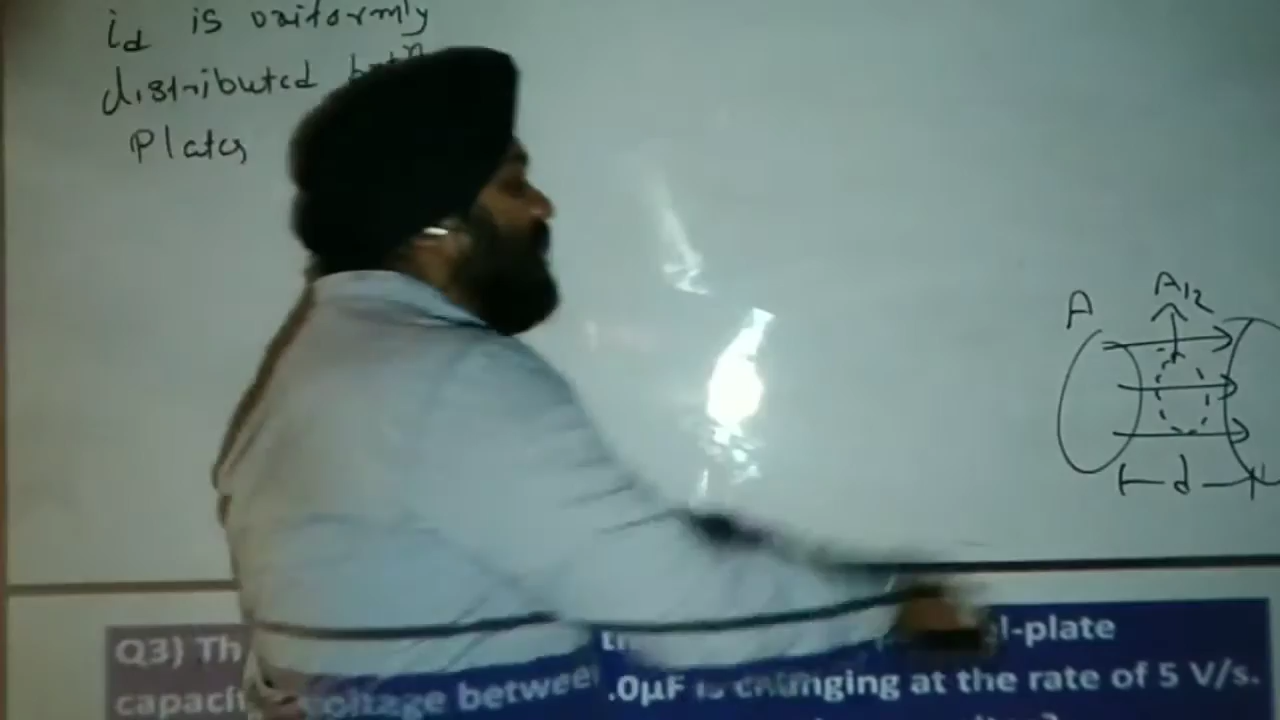 id is uniformly
distributed betⁿ
Plates
A A/2
d
Q3) Th l-plate
capacit voltage between .0µF is changing at the rate of 5 V/s.